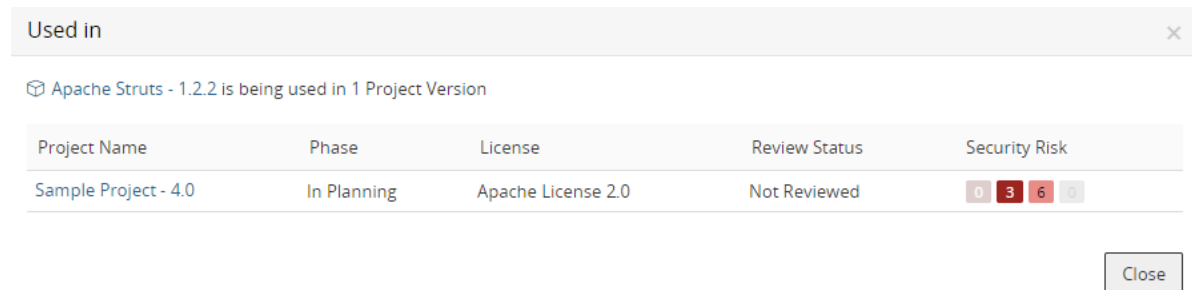 Used in ×
Apache Struts - 1.2.2 is being used in 1 Project Version
Project Name Phase License Review Status Security Risk
Sample Project - 4.0 In Planning Apache License 2.0 Not Reviewed 0 3 6 0
Close